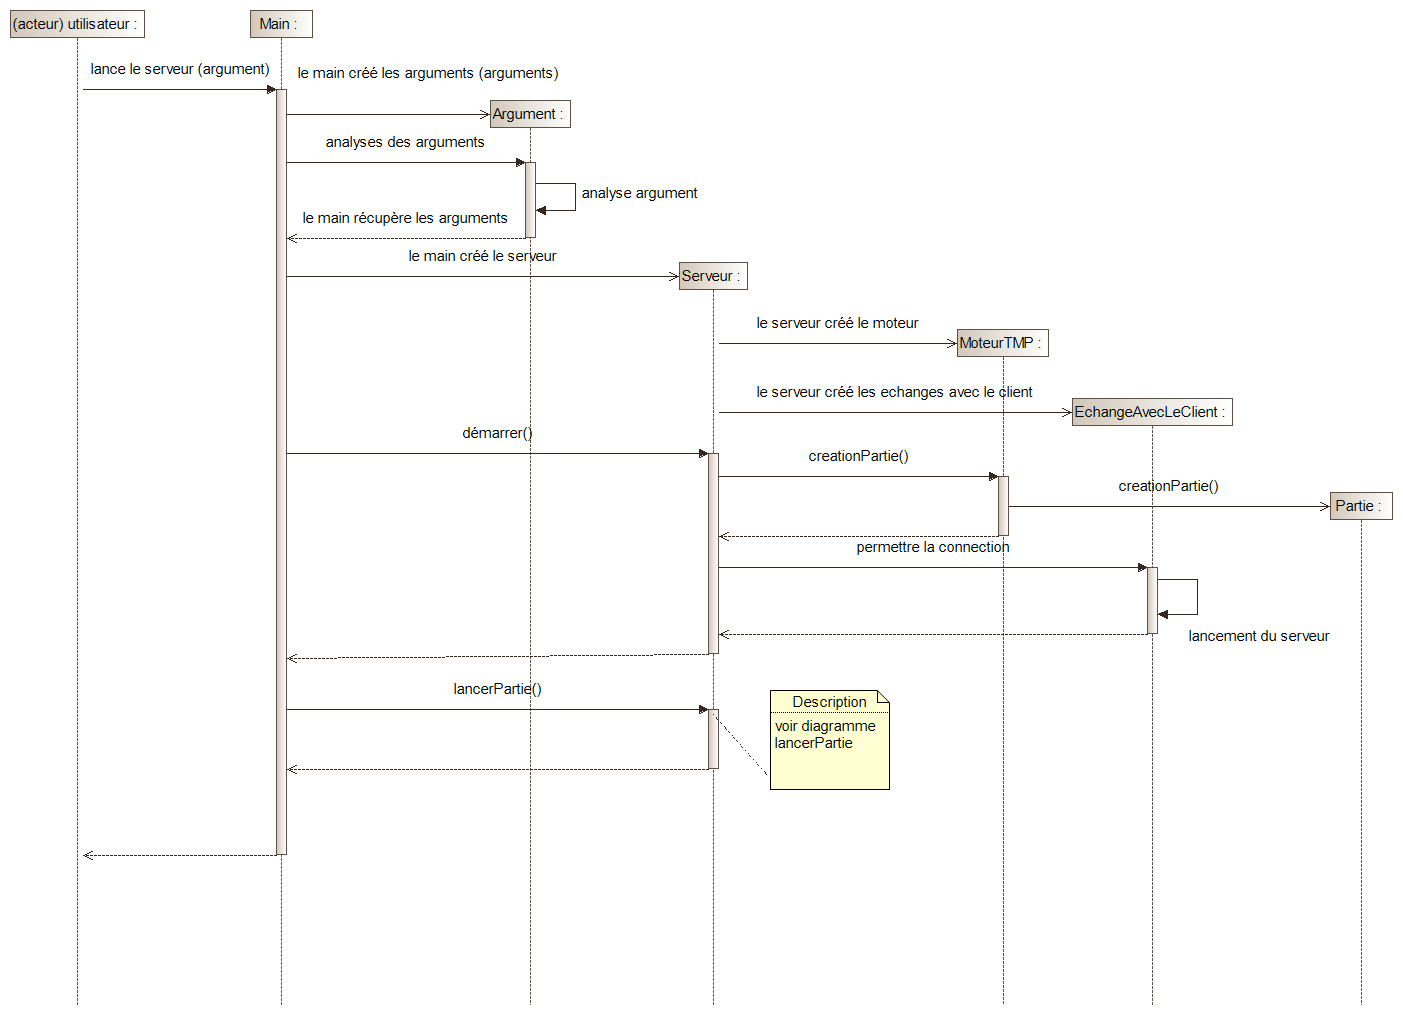 (acteur) utilisateur :
Main :
lance le serveur (argument)
le main créé les arguments (arguments)
Argument :
analyses des arguments
analyse argument
le main récupère les arguments
le main créé le serveur
Serveur :
le serveur créé le moteur
MoteurTMP :
le serveur créé les echanges avec le client
EchangeAvecLeClient :
démarrer()
creationPartie()
creationPartie()
Partie :
permettre la connection
lancement du serveur
lancerPartie()
Description
voir diagramme
lancerPartie